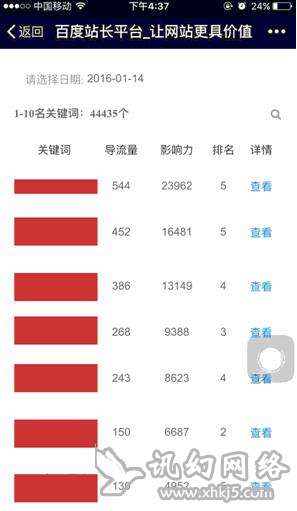 中国移动 下午4:37 24%
返回 百度站长平台_让网站更具价值
请选择日期: 2016-01-14
1-10名关键词：44435个
关键词 导流量 影响力 排名 详情
544 23962 5 查看
452 16481 5 查看
386 13149 4 查看
268 9388 3 查看
243 8623 4 查看
150 6687 2 查看
139 4952
讯幻网络
www.xhkj5.com